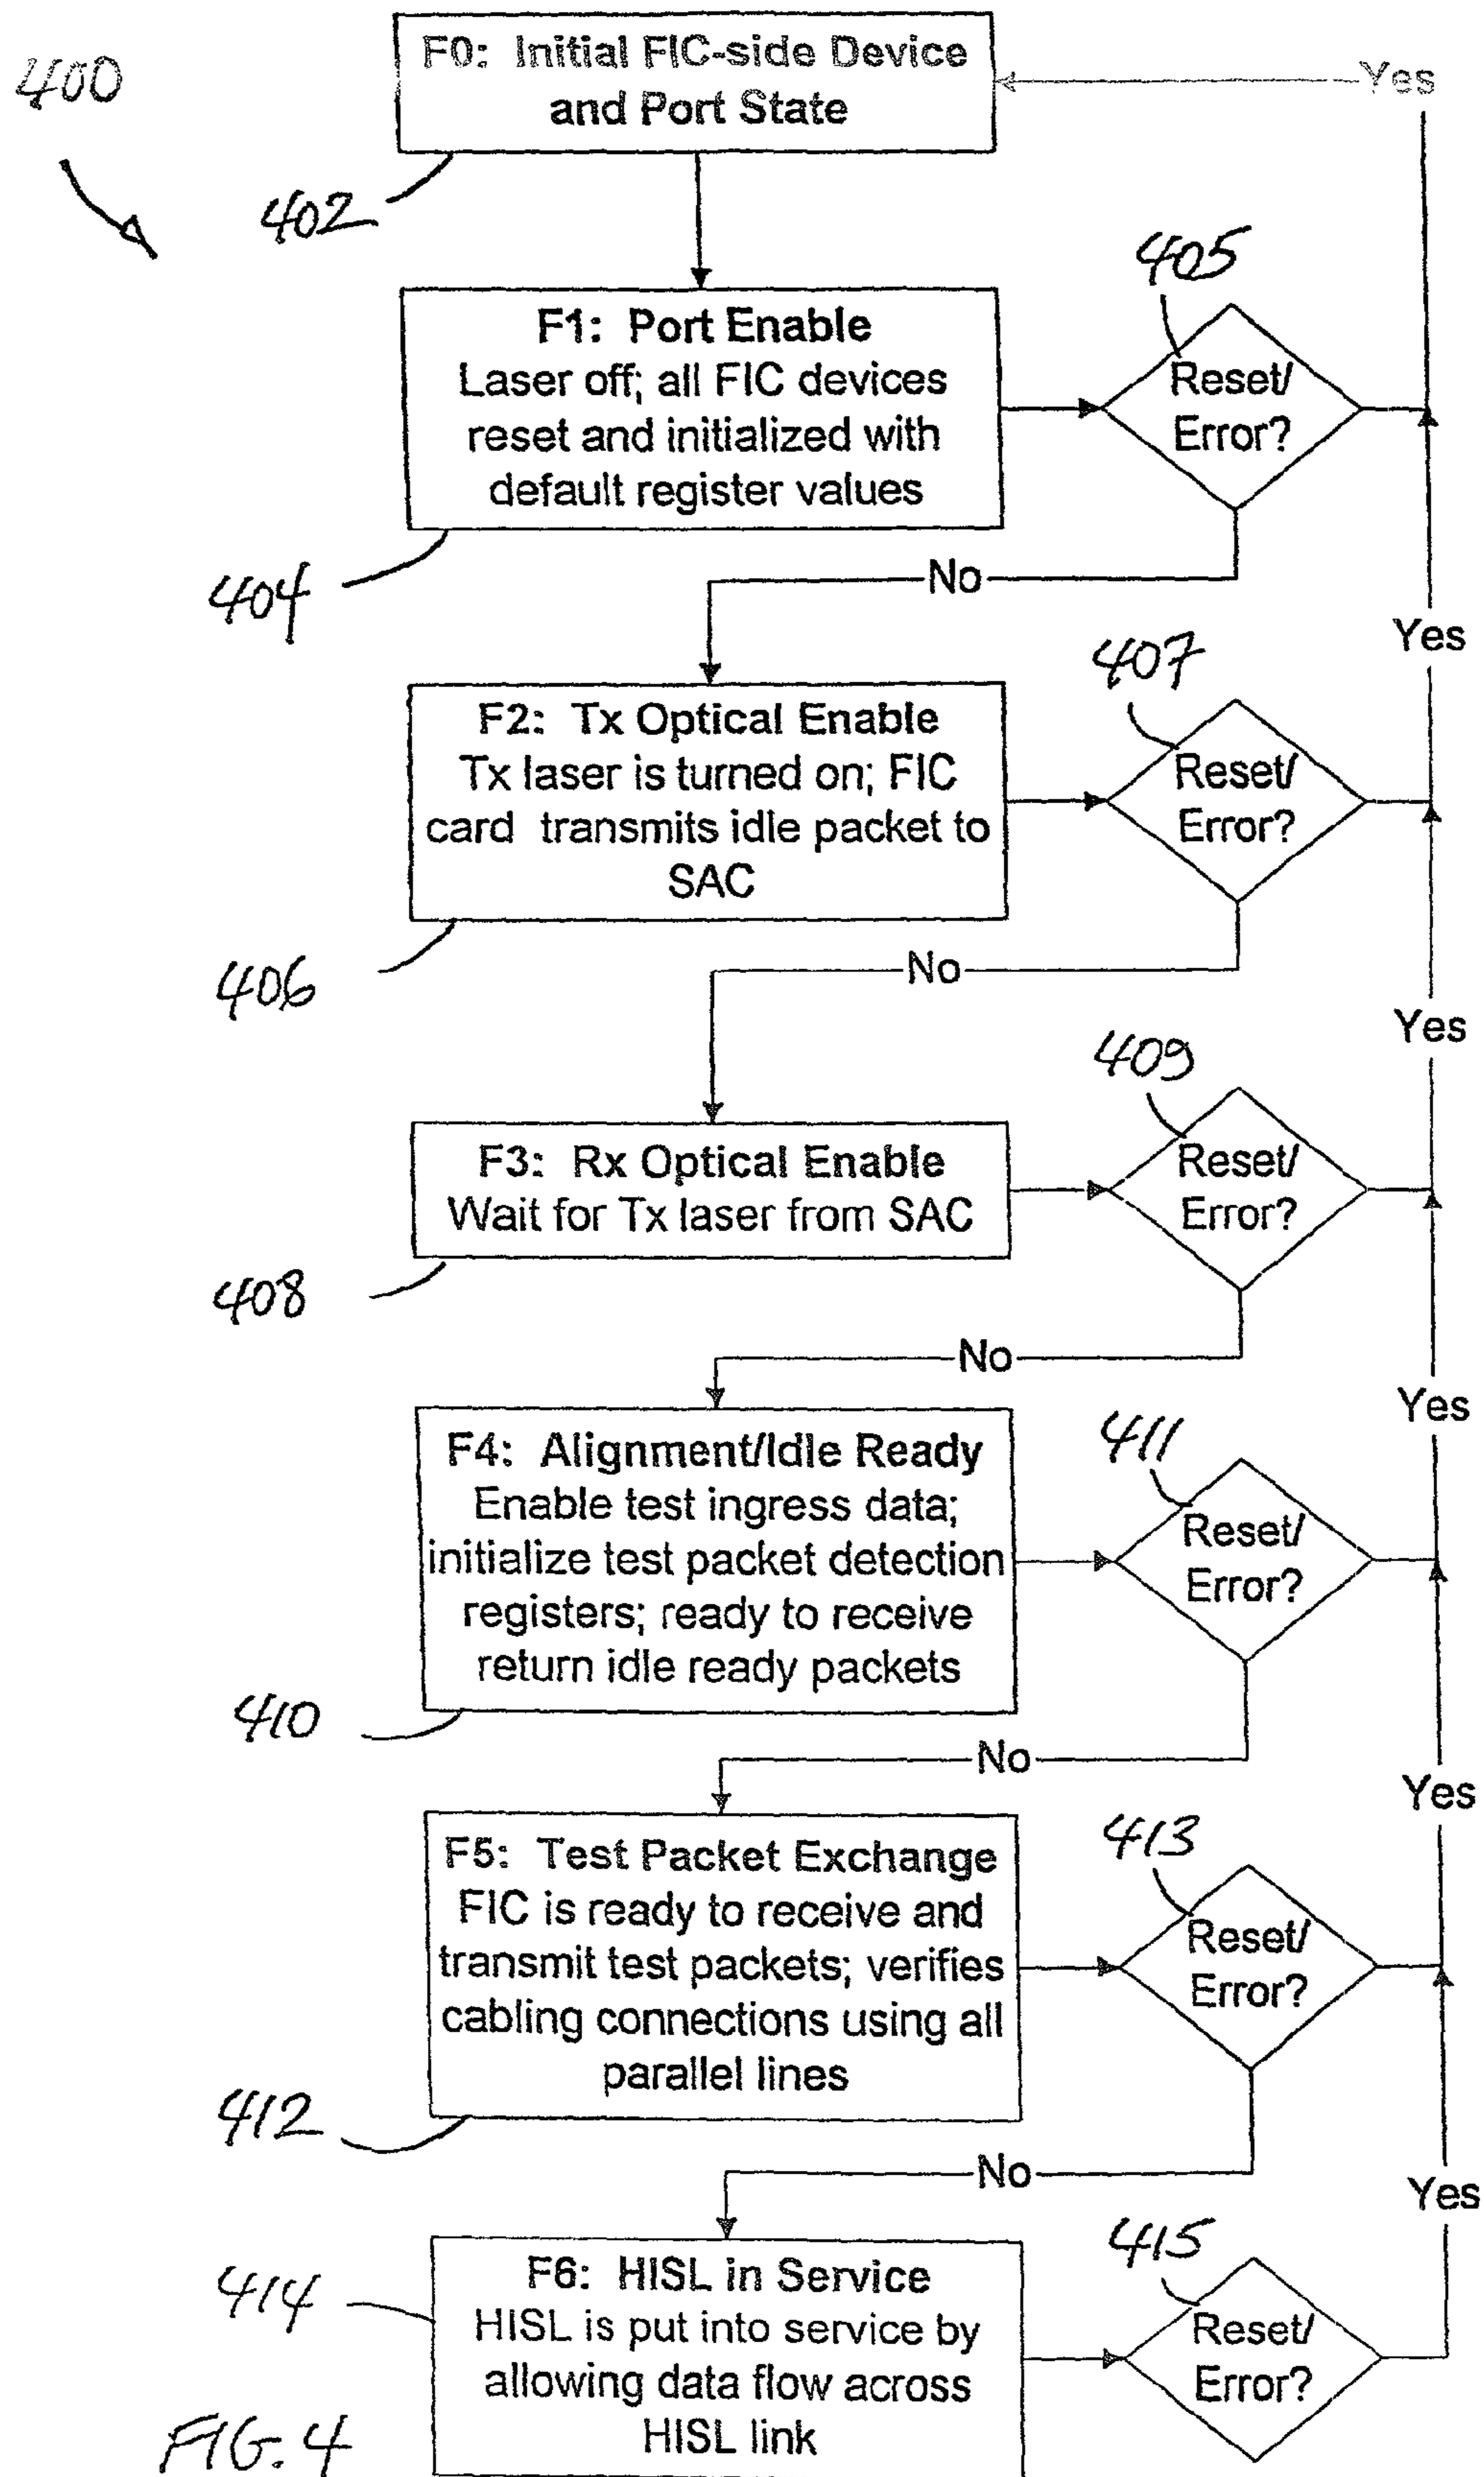 400
F0: Initial FIC-side Device
and Port State
Yes
402
405
F1: Port Enable
Laser off; all FIC devices
reset and initialized with
default register values
Reset/
Error?
404
No
Yes
407
F2: Tx Optical Enable
Tx laser is turned on; FIC
card transmits idle packet to
SAC
Reset/
Error?
406
No
Yes
409
F3: Rx Optical Enable
Wait for Tx laser from SAC
Reset/
Error?
408
No
Yes
411
F4: Alignment/Idle Ready
Enable test ingress data;
initialize test packet detection
registers; ready to receive
return idle ready packets
Reset/
Error?
410
No
Yes
413
F5: Test Packet Exchange
FIC is ready to receive and
transmit test packets; verifies
cabling connections using all
parallel lines
Reset/
Error?
412
No
Yes
415
414
F6: HISL in Service
HISL is put into service by
allowing data flow across
HISL link
Reset/
Error?
FIG. 4